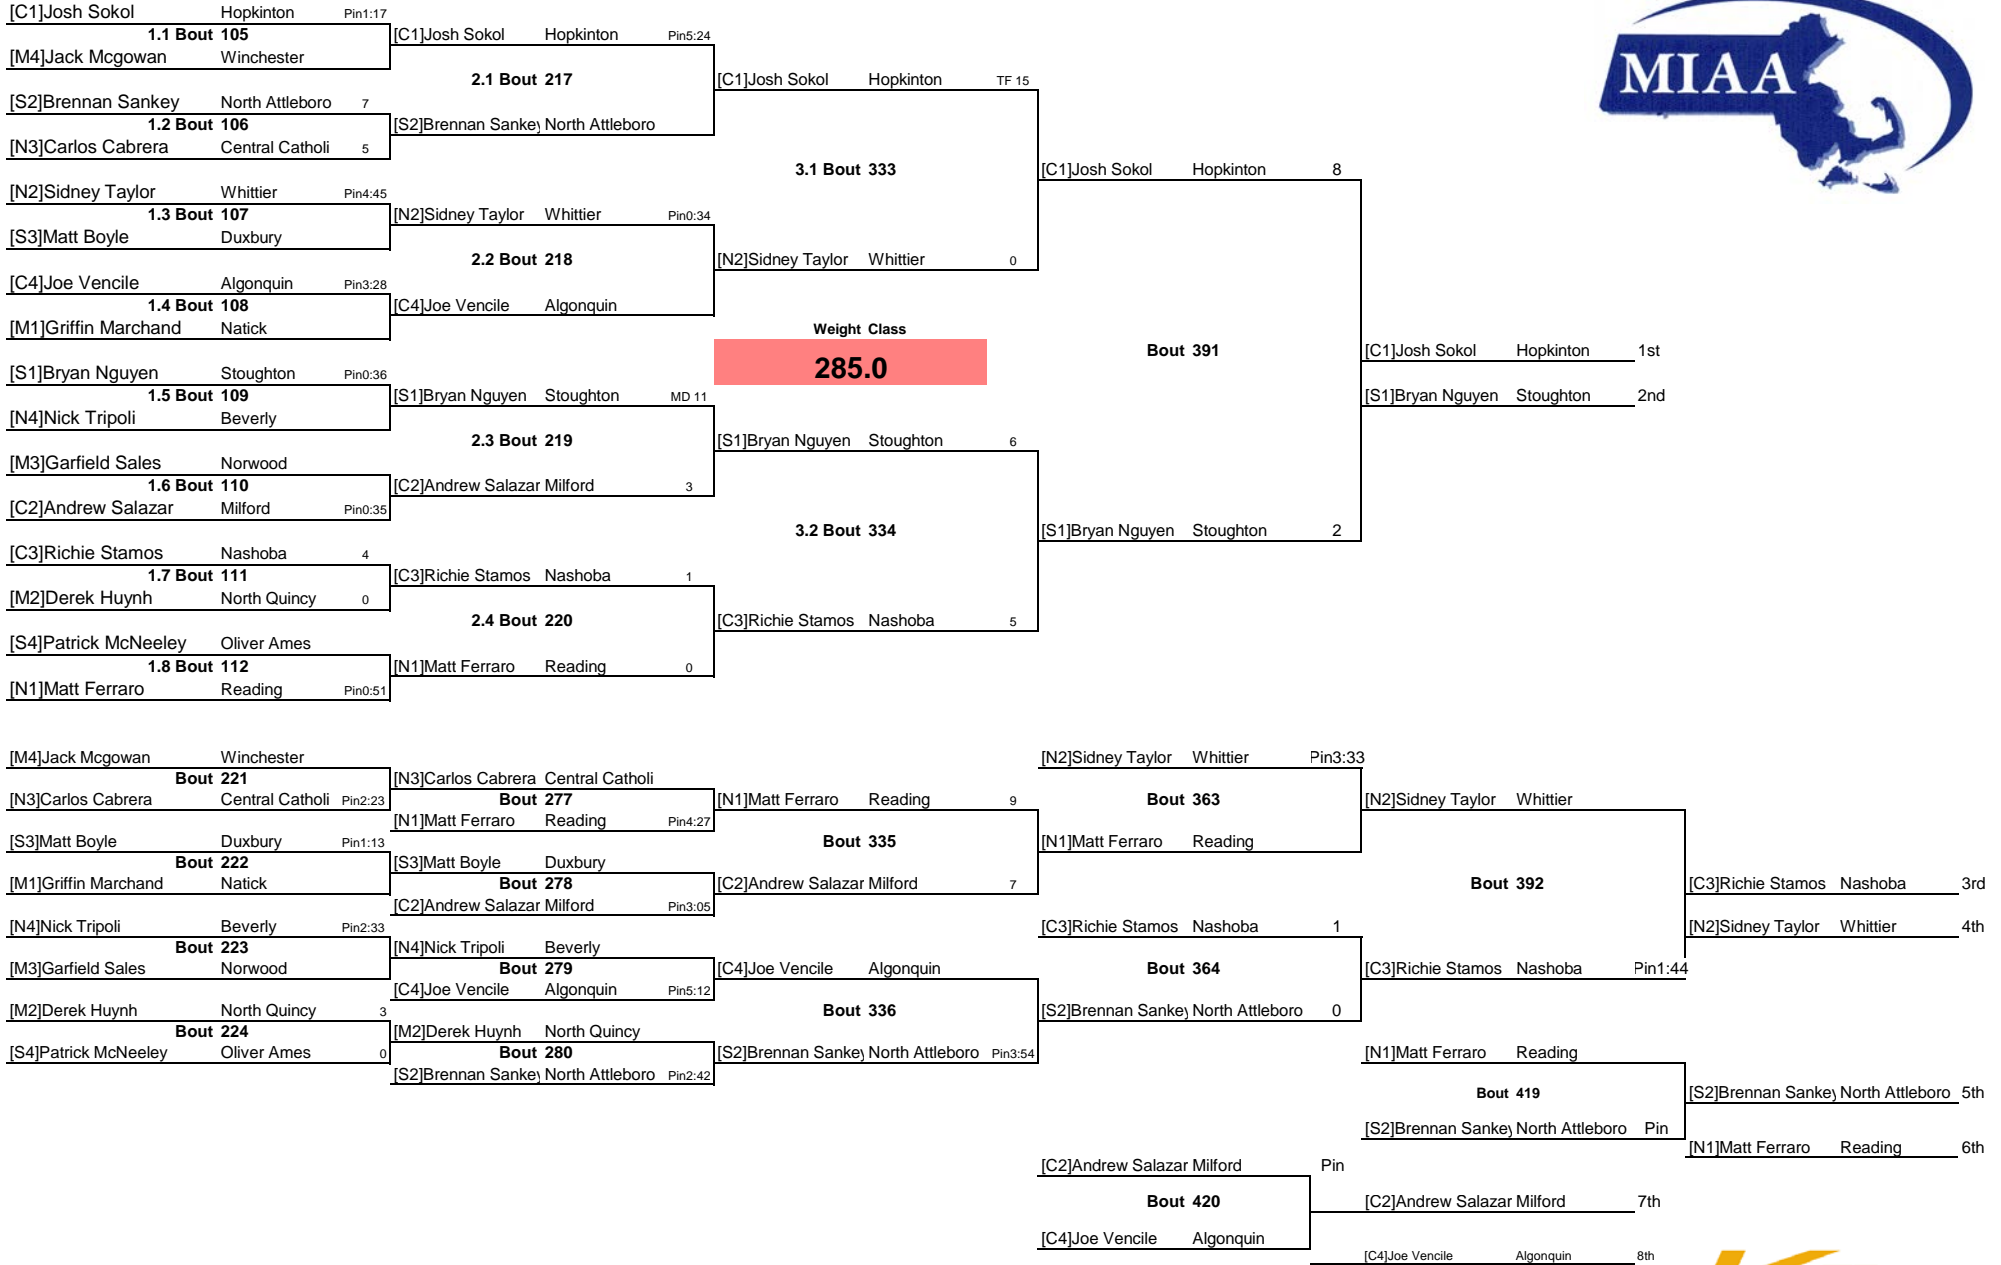 [C1]Josh Sokol Hopkinton Pin1:17
1.1 Bout 105
[M4]Jack Mcgowan Winchester
[C1]Josh Sokol Hopkinton Pin5:24
2.1 Bout 217
[S2]Brennan Sankey North Attleboro 7
1.2 Bout 106
[N3]Carlos Cabrera Central Catholi 5
[S2]Brennan Sankey North Attleboro
[C1]Josh Sokol Hopkinton TF 15
3.1 Bout 333
[N2]Sidney Taylor Whittier Pin4:45
1.3 Bout 107
[S3]Matt Boyle Duxbury
[N2]Sidney Taylor Whittier Pin0:34
2.2 Bout 218
[C4]Joe Vencile Algonquin Pin3:28
1.4 Bout 108
[M1]Griffin Marchand Natick
[C4]Joe Vencile Algonquin
[N2]Sidney Taylor Whittier 0
[C1]Josh Sokol Hopkinton 8
MIAA
Weight Class
285.0
Bout 391
[C1]Josh Sokol Hopkinton 1st
[S1]Bryan Nguyen Stoughton 2nd
[S1]Bryan Nguyen Stoughton Pin0:36
1.5 Bout 109
[N4]Nick Tripoli Beverly
[S1]Bryan Nguyen Stoughton MD 11
2.3 Bout 219
[M3]Garfield Sales Norwood
1.6 Bout 110
[C2]Andrew Salazar Milford Pin0:35
[C2]Andrew Salazar Milford 3
[S1]Bryan Nguyen Stoughton 6
3.2 Bout 334
[S1]Bryan Nguyen Stoughton 2
[C3]Richie Stamos Nashoba 4
1.7 Bout 111
[M2]Derek Huynh North Quincy 0
[C3]Richie Stamos Nashoba 1
2.4 Bout 220
[S4]Patrick McNeeley Oliver Ames
1.8 Bout 112
[N1]Matt Ferraro Reading Pin0:51
[N1]Matt Ferraro Reading 0
[C3]Richie Stamos Nashoba 5
[M4]Jack Mcgowan Winchester
Bout 221
[N3]Carlos Cabrera Central Catholi Pin2:23
[N3]Carlos Cabrera Central Catholi
Bout 277
[N1]Matt Ferraro Reading Pin4:27
[S3]Matt Boyle Duxbury Pin1:13
Bout 222
[M1]Griffin Marchand Natick
[S3]Matt Boyle Duxbury
Bout 278
[C2]Andrew Salazar Milford Pin3:05
[N1]Matt Ferraro Reading 9
Bout 335
[C2]Andrew Salazar Milford 7
[N2]Sidney Taylor Whittier Pin3:33
Bout 363
[N1]Matt Ferraro Reading
[N4]Nick Tripoli Beverly Pin2:33
Bout 223
[M3]Garfield Sales Norwood
[N4]Nick Tripoli Beverly
Bout 279
[C4]Joe Vencile Algonquin Pin5:12
[M2]Derek Huynh North Quincy 3
Bout 224
[S4]Patrick McNeeley Oliver Ames 0
[M2]Derek Huynh North Quincy
Bout 280
[S2]Brennan Sankey North Attleboro Pin2:42
[C4]Joe Vencile Algonquin
Bout 336
[S2]Brennan Sankey North Attleboro Pin3:54
[C3]Richie Stamos Nashoba 1
Bout 364
[S2]Brennan Sankey North Attleboro 0
[N2]Sidney Taylor Whittier
Bout 392
[C3]Richie Stamos Nashoba Pin1:44
[C3]Richie Stamos Nashoba 3rd
[N2]Sidney Taylor Whittier 4th
[N1]Matt Ferraro Reading
Bout 419
[S2]Brennan Sankey North Attleboro Pin
[S2]Brennan Sankey North Attleboro 5th
[N1]Matt Ferraro Reading 6th
[C2]Andrew Salazar Milford Pin
Bout 420
[C4]Joe Vencile Algonquin
[C2]Andrew Salazar Milford 7th
[C4]Joe Vencile Algonquin 8th